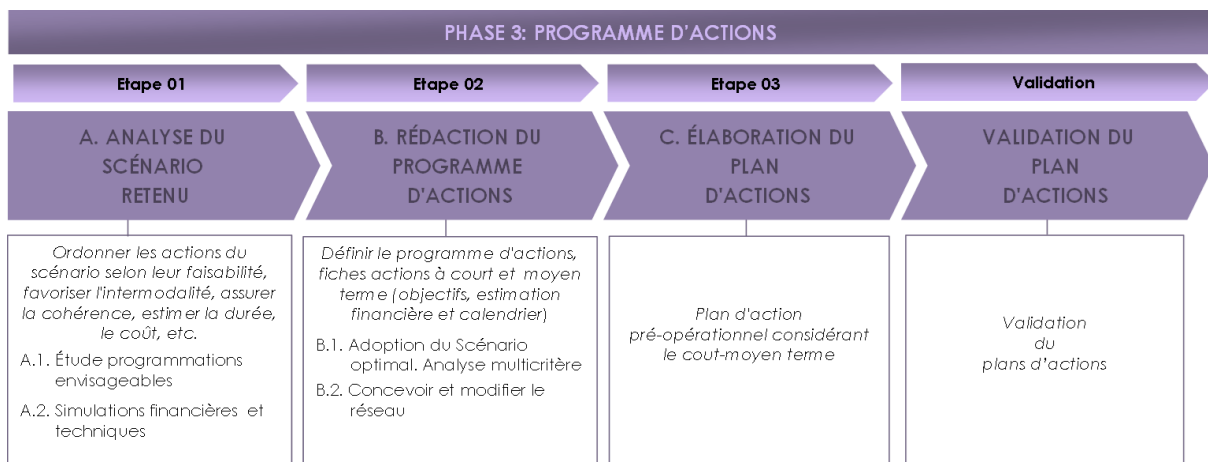 PHASE 3: PROGRAMME D'ACTIONS
Etape 01
Etape 02
Etape 03
Validation
A. ANALYSE DU
SCÉNARIO
RETENU
B. RÉDACTION DU
PROGRAMME
D'ACTIONS
C. ÉLABORATION DU
PLAN
D'ACTIONS
VALIDATION DU
PLAN
D'ACTIONS
Ordonner les actions du
scénario selon leur faisabilité,
favoriser l'intermodalité, assurer
la cohérence, estimer la durée,
le coût, etc.
A.1. Étude programmations
envisageables
A.2. Simulations financières et
techniques
Définir le programme d'actions,
fiches actions à court et moyen
terme (objectifs, estimation
financière et calendrier)
B.1. Adoption du Scénario
optimal. Analyse multicritère
B.2. Concevoir et modifier le
réseau
Plan d'action
pré-opérationnel considérant
le cout-moyen terme
Validation
du
plans d’actions